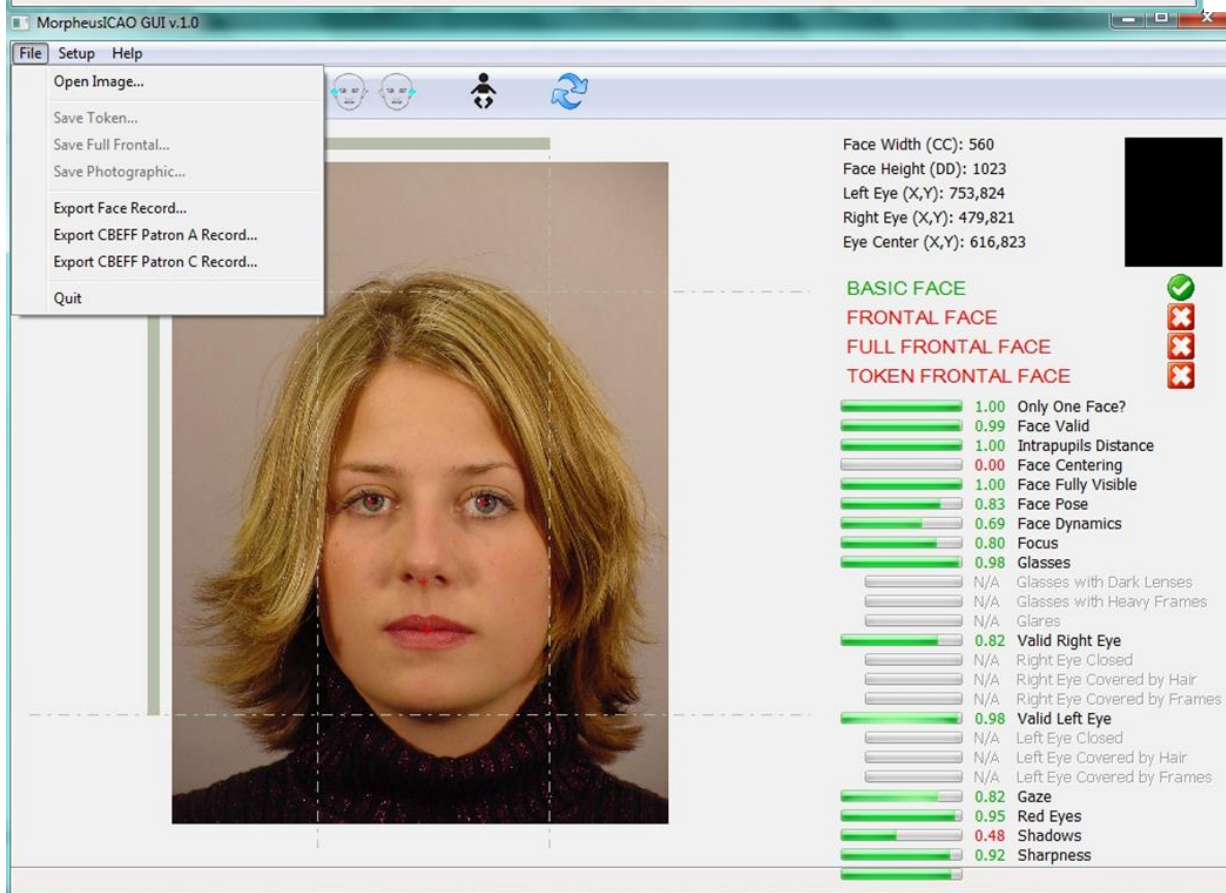 MorpheusICAO GUI v.1.0
File Setup Help
Open Image...
Save Token...
Save Full Frontal...
Save Photographic...
Export Face Record...
Export CBEFF Patron A Record...
Export CBEFF Patron C Record...
Quit
Face Width (CC): 560
Face Height (DD): 1023
Left Eye (X,Y): 753,824
Right Eye (X,Y): 479,821
Eye Center (X,Y): 616,823
BASIC FACE
FRONTAL FACE
FULL FRONTAL FACE
TOKEN FRONTAL FACE
1.00 Only One Face?
0.99 Face Valid
1.00 Intrapupils Distance
0.00 Face Centering
1.00 Face Fully Visible
0.83 Face Pose
0.69 Face Dynamics
0.80 Focus
0.98 Glasses
N/A Glasses with Dark Lenses
N/A Glasses with Heavy Frames
N/A Glares
0.82 Valid Right Eye
N/A Right Eye Closed
N/A Right Eye Covered by Hair
N/A Right Eye Covered by Frames
0.98 Valid Left Eye
N/A Left Eye Closed
N/A Left Eye Covered by Hair
N/A Left Eye Covered by Frames
0.82 Gaze
0.95 Red Eyes
0.48 Shadows
0.92 Sharpness